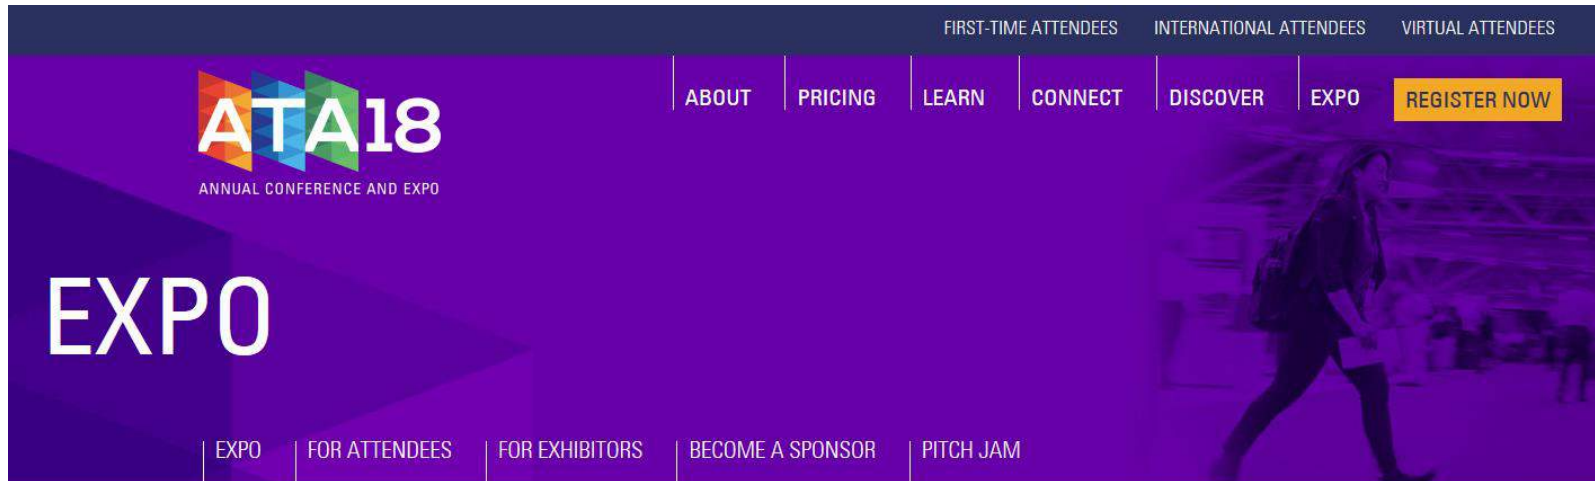 FIRST-TIME ATTENDEES INTERNATIONAL ATTENDEES VIRTUAL ATTENDEES
ATA18
ANNUAL CONFERENCE AND EXPO
ABOUT PRICING LEARN CONNECT DISCOVER EXPO REGISTER NOW
EXPO
EXPO FOR ATTENDEES FOR EXHIBITORS BECOME A SPONSOR PITCH JAM